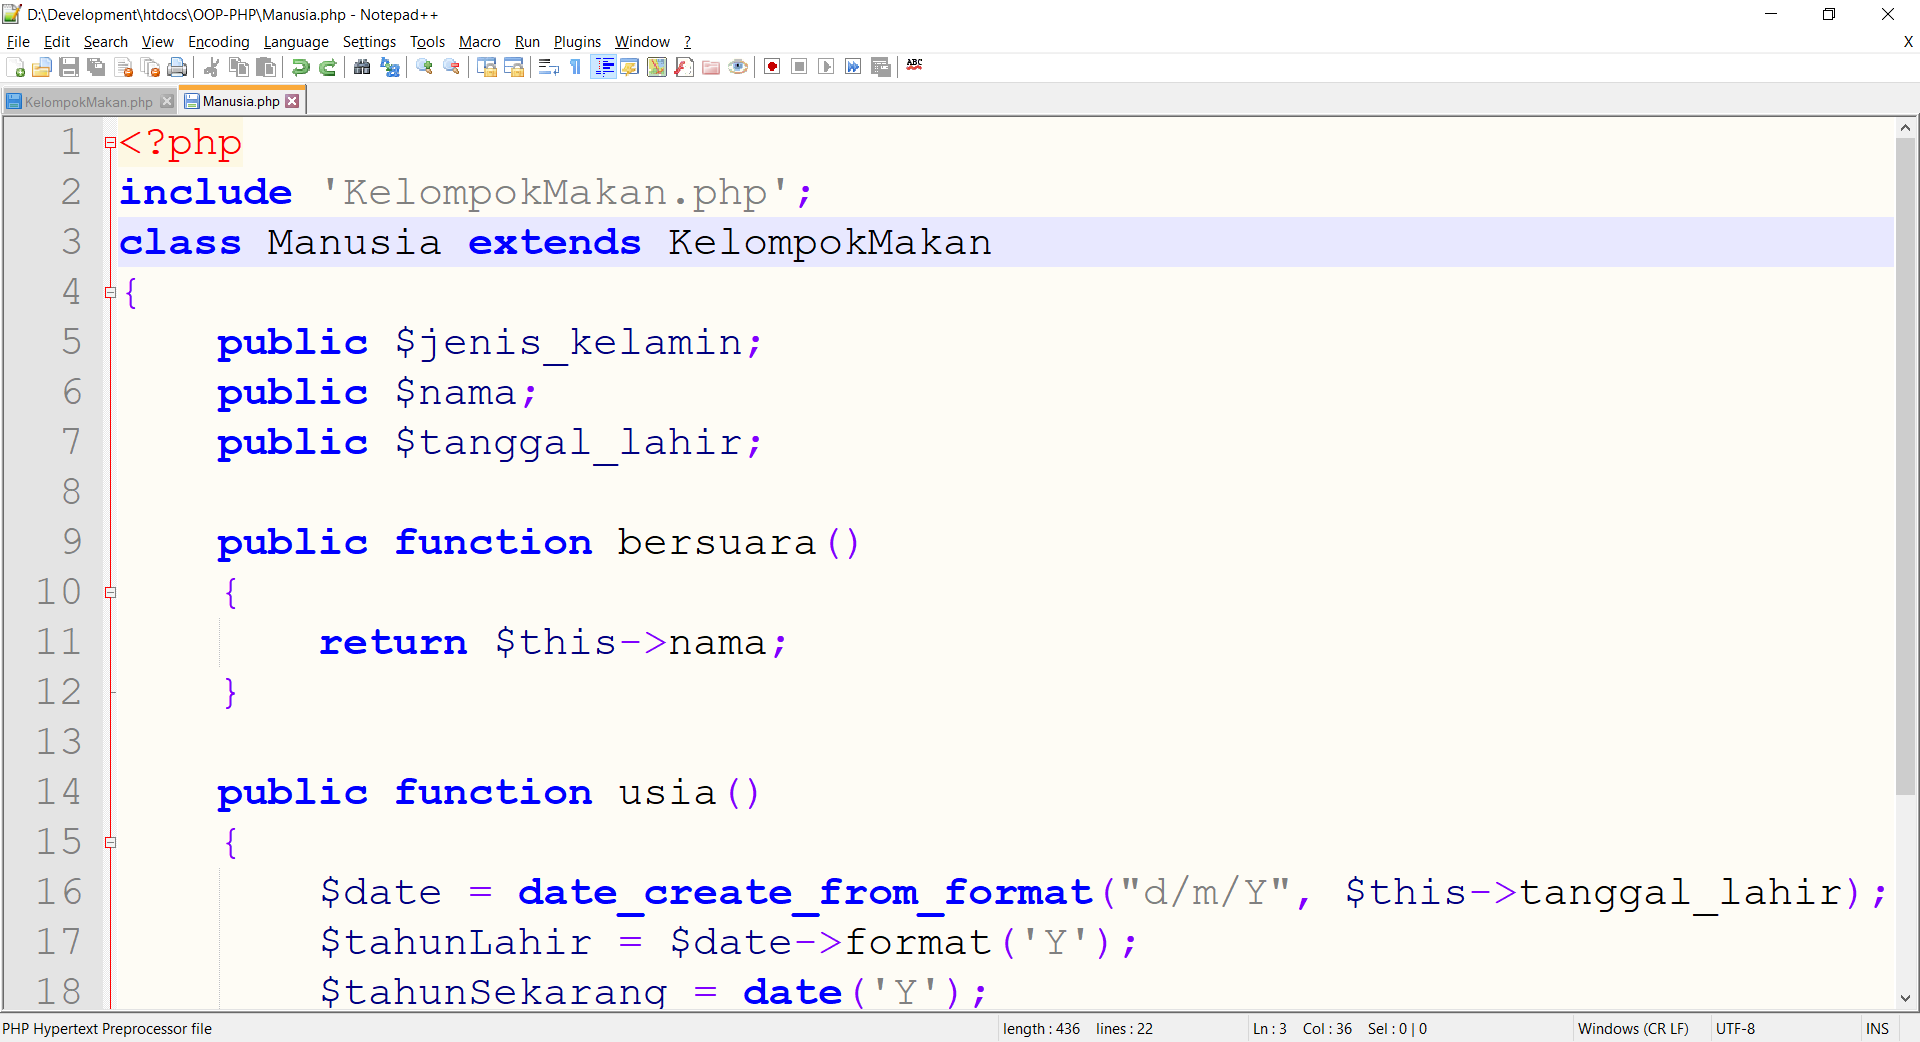 D:\Development\htdocs\OOP-PHP\Manusia.php - Notepad++
File Edit Search View Encoding Language Settings Tools Macro Run Plugins Window ? X
ABC
KelompokMakan.php Manusia.php
1 <?php
2 include 'KelompokMakan.php';
3 class Manusia extends KelompokMakan
4 {
5 public $jenis_kelamin;
6 public $nama;
7 public $tanggal_lahir;
8
9 public function bersuara()
10 {
11 return $this->nama;
12 }
13
14 public function usia()
15 {
16 $date = date_create_from_format("d/m/Y", $this->tanggal_lahir);
17 $tahunLahir = $date->format('Y');
18 $tahunSekarang = date('Y');
PHP Hypertext Preprocessor file length : 436 lines : 22 Ln : 3 Col : 36 Sel : 0 | 0 Windows (CR LF) UTF-8 INS